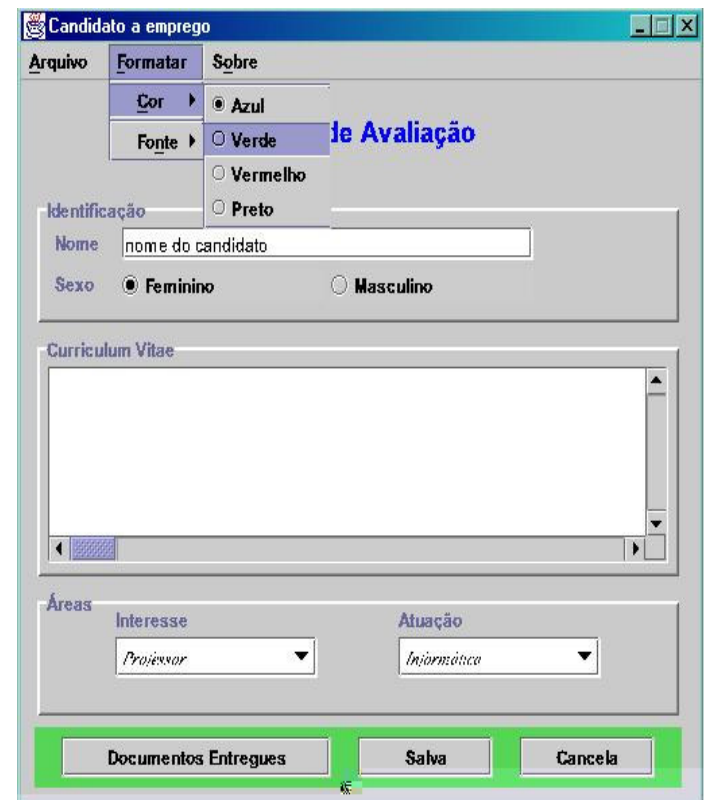 Candidato a emprego
Arquivo Formatar Sobre
Cor Azul
de Avaliação
Fonte Verde
Vermelho
Preto
Identificação
Nome nome do candidato
Sexo Feminino Masculino
Curriculum Vitae
Áreas
Interesse Atuação
Professor Informática
Documentos Entregues Salva Cancela